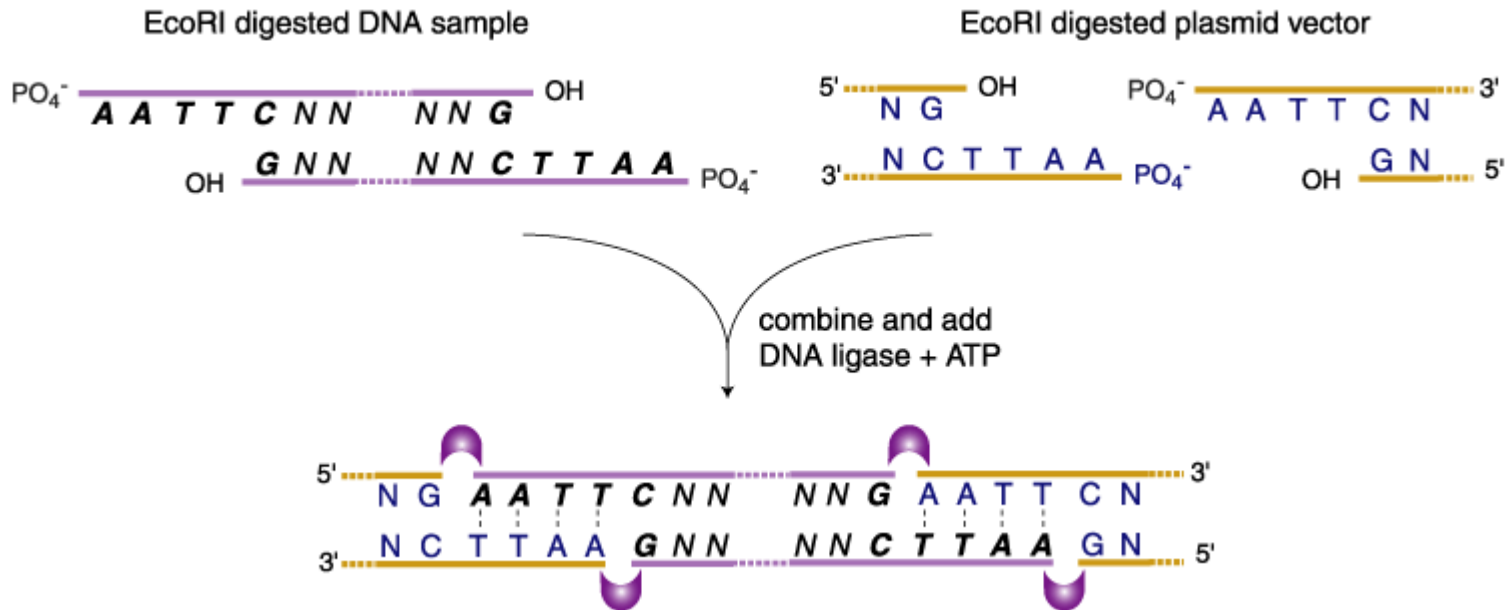 EcoRI digested DNA sample
EcoRI digested plasmid vector
PO4-
OH
A A T T C N N N N G
G N N N N C T T A A
OH
PO4-
5'
OH
N G
N C T T A A
3'
PO4-
PO4-
3'
A A T T C N
G N
OH
5'
combine and add
DNA ligase + ATP
5'
3'
N G A A T T C N N N N G A A T T C N
N C T T A A G N N N N C T T A A G N
3'
5'